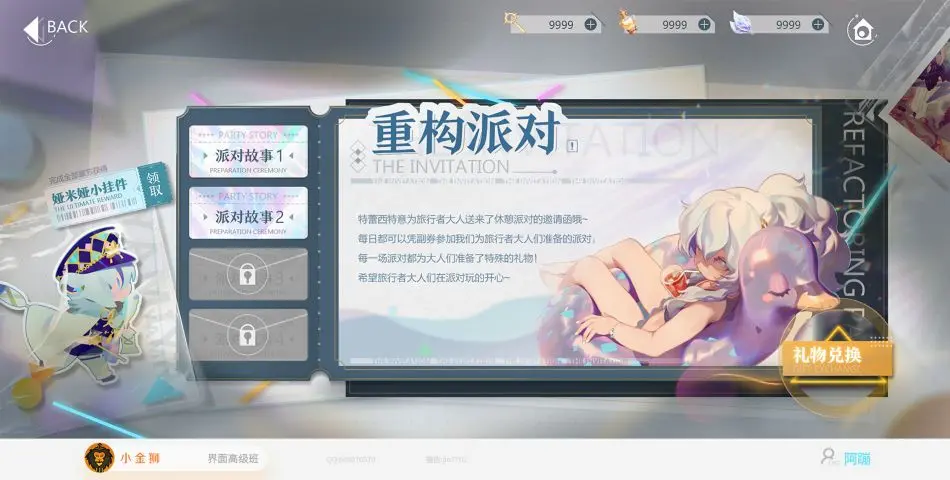 BACK
9999
9999
9999
PARTY STORY
派对故事1
PREPARATION CEREMONY
PARTY STORY
派对故事2
PREPARATION CEREMONY
完成全部章节获得
娅米娅小挂件
THE ULTIMATE REWARD
领取
重构派对
THE INVITATION
特蕾西特意为旅行者大人送来了休憩派对的邀请函哦~
每日都可以凭副券参加我们为旅行者大人们准备的派对,
每一场派对都为大人们准备了特殊的礼物!
希望旅行者大人们在派对玩的开心~
REFACTORING
礼物兑换
小金狮
界面高级班
阿蹦